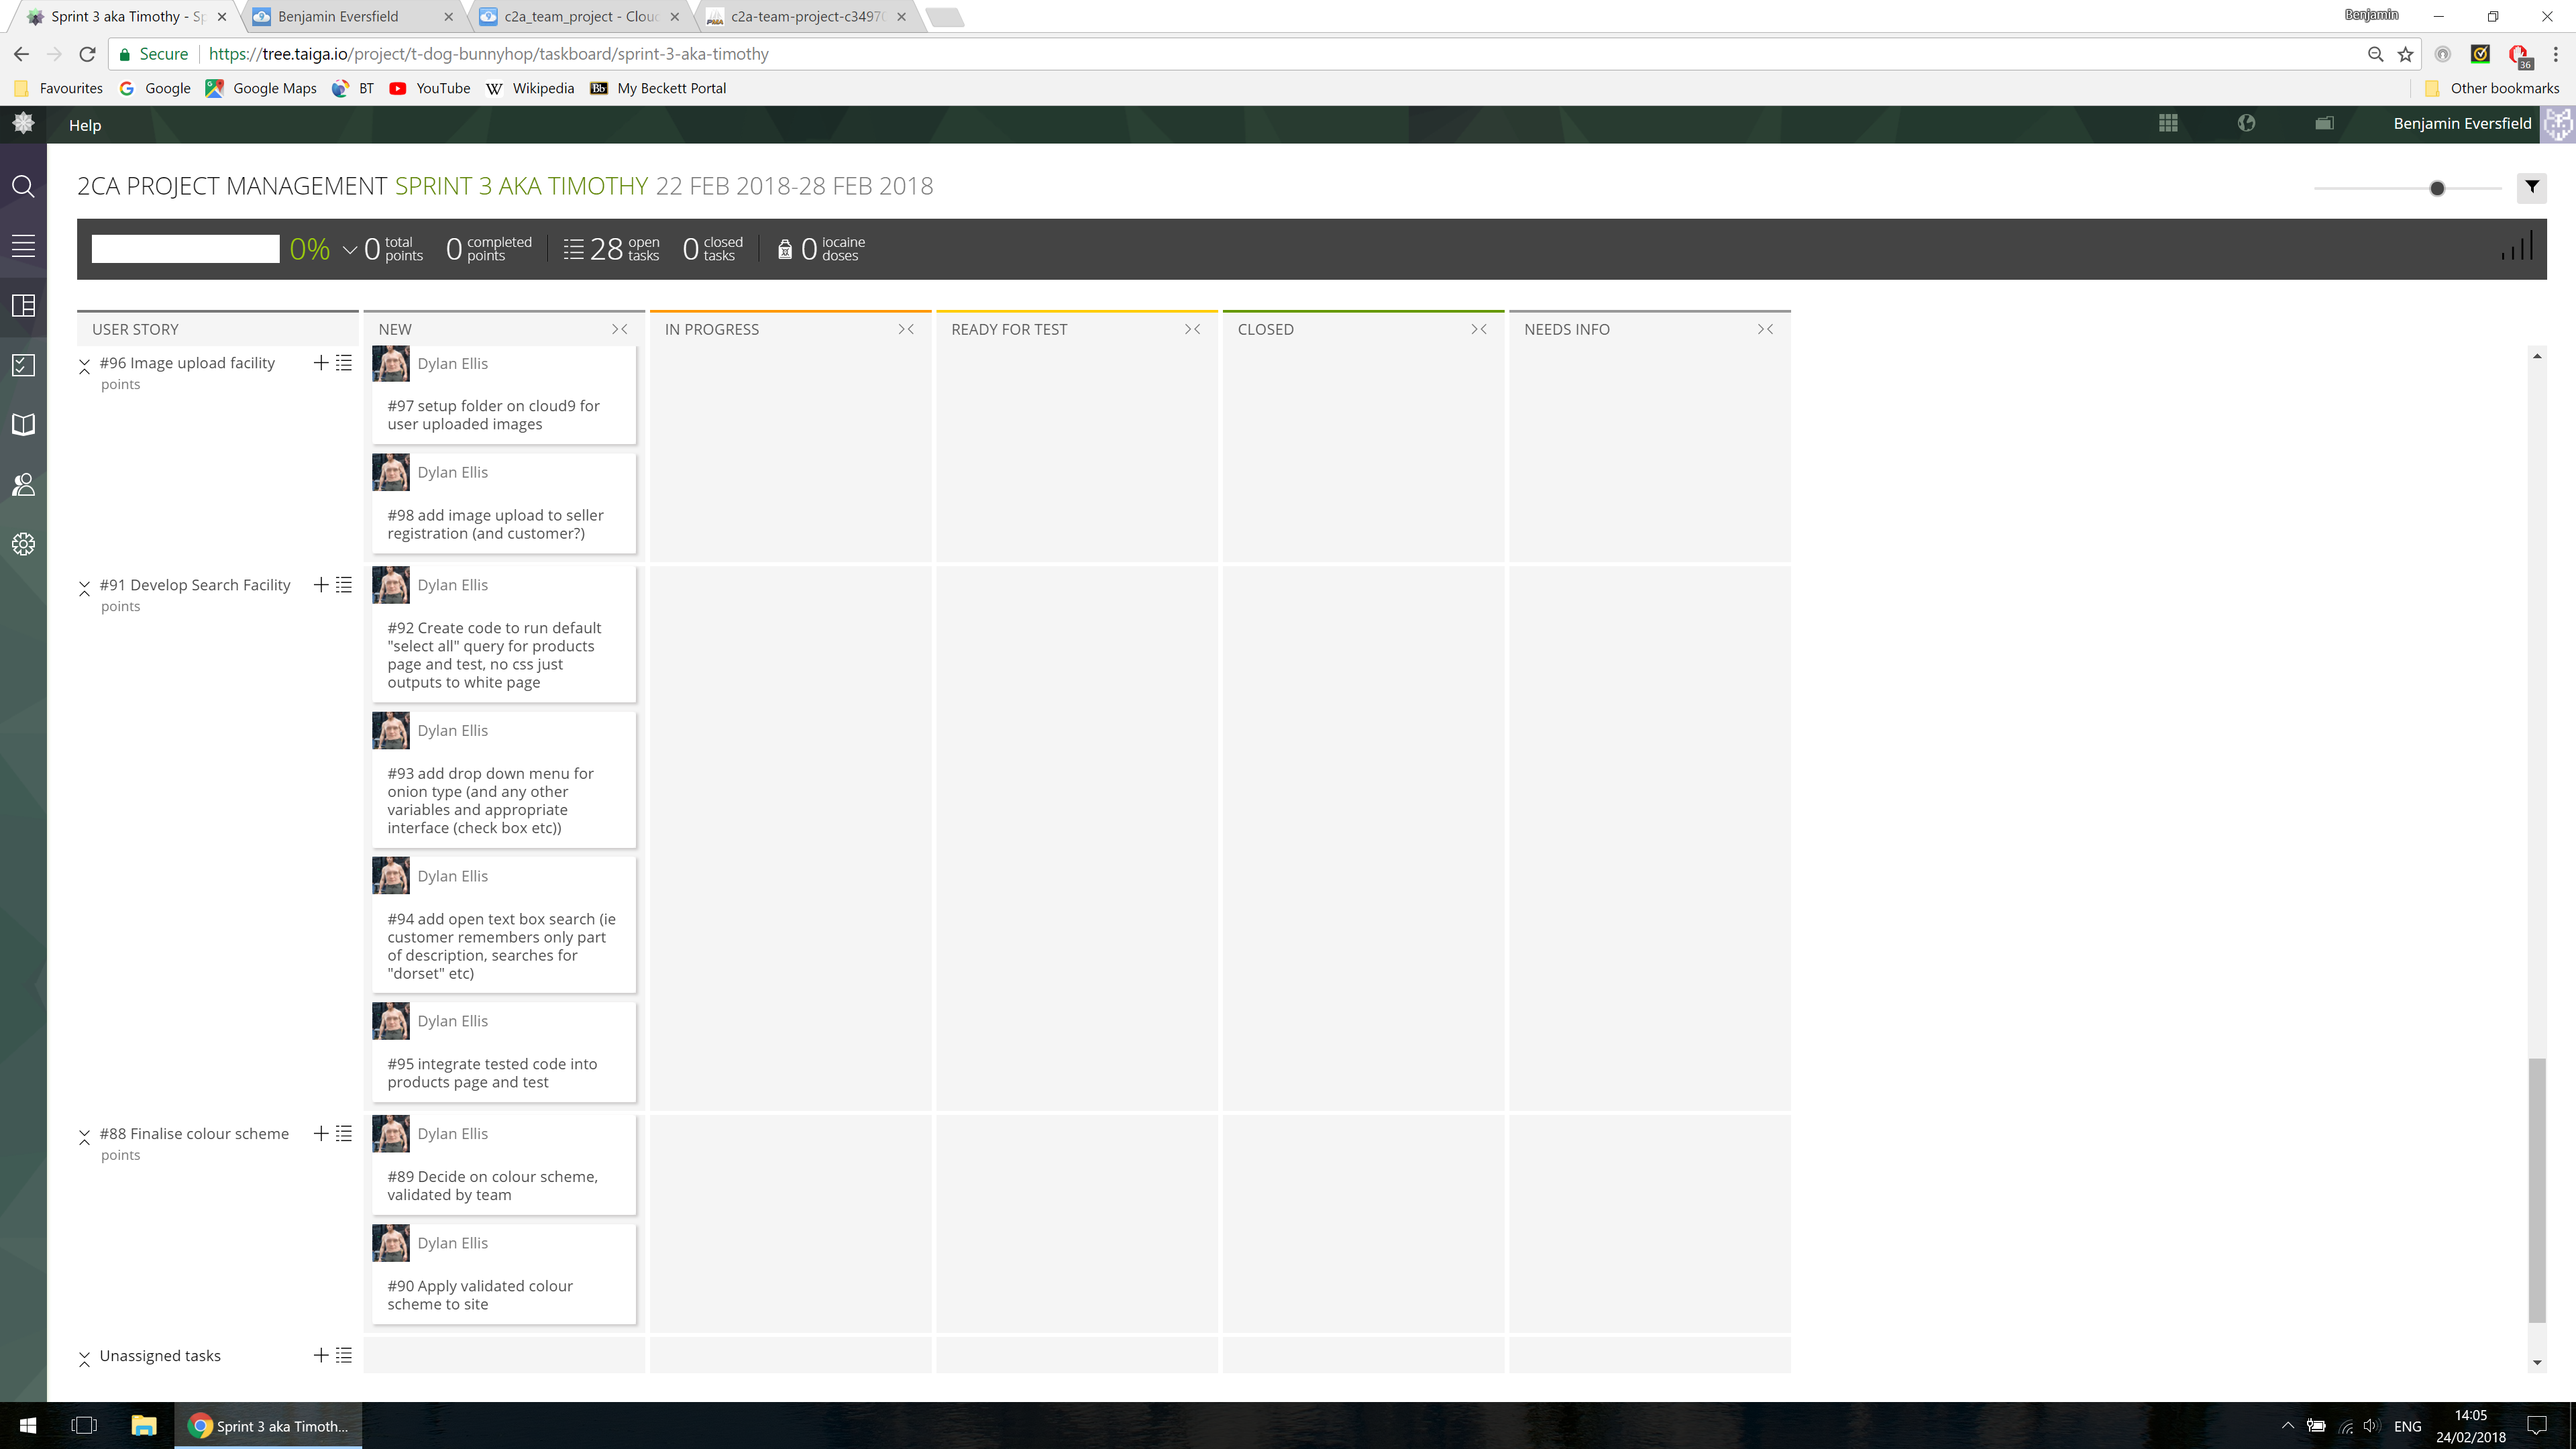 Sprint 3 aka Timothy - Sp
Benjamin Eversfield
c2a_team_project - Cloud
c2a-team-project-c34970
Benjamin
Secure
https://tree.taiga.io/project/t-dog-bunnyhop/taskboard/sprint-3-aka-timothy
36
Favourites
Google
Google Maps
BT
YouTube
W
Wikipedia
Bb
My Beckett Portal
Other bookmarks
Help
Benjamin Eversfield
2CA PROJECT MANAGEMENT SPRINT 3 AKA TIMOTHY 22 FEB 2018-28 FEB 2018
0%
0 total points
0 completed points
28 open tasks
0 closed tasks
0 iocaine doses
USER STORY
NEW
IN PROGRESS
READY FOR TEST
CLOSED
NEEDS INFO
#96 Image upload facility
points
Dylan Ellis
#97 setup folder on cloud9 for
user uploaded images
Dylan Ellis
#98 add image upload to seller
registration (and customer?)
#91 Develop Search Facility
points
Dylan Ellis
#92 Create code to run default
"select all" query for products
page and test, no css just
outputs to white page
Dylan Ellis
#93 add drop down menu for
onion type (and any other
variables and appropriate
interface (check box etc))
Dylan Ellis
#94 add open text box search (ie
customer remembers only part
of description, searches for
"dorset" etc)
Dylan Ellis
#95 integrate tested code into
products page and test
#88 Finalise colour scheme
points
Dylan Ellis
#89 Decide on colour scheme,
validated by team
Dylan Ellis
#90 Apply validated colour
scheme to site
Unassigned tasks
Sprint 3 aka Timoth...
ENG
14:05
24/02/2018